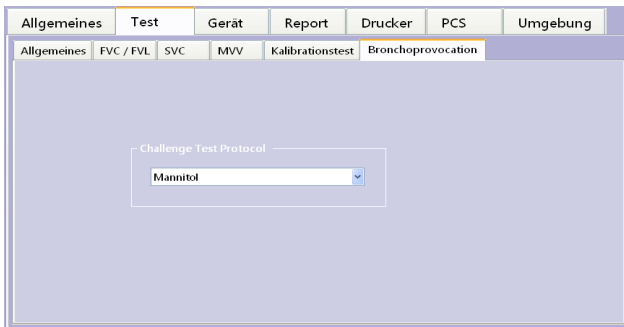 Allgemeines Test Gerät Report Drucker PCS Umgebung
Allgemeines FVC / FVL SVC MVV Kalibrationstest Bronchoprovocation
Challenge Test Protocol
Mannitol